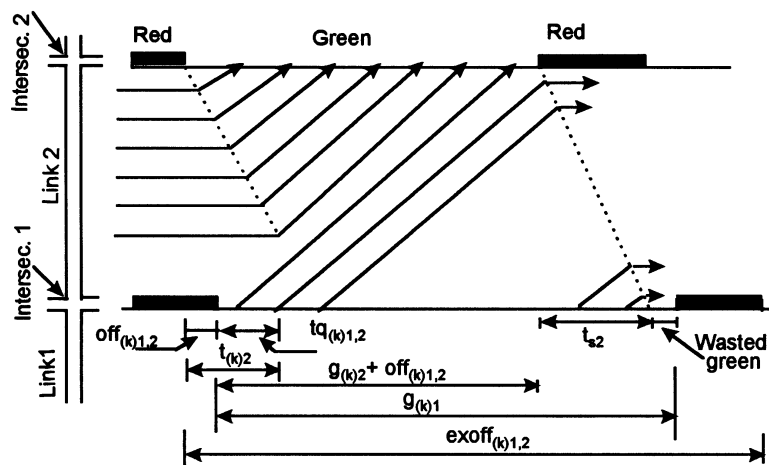 Red
Green
Red
Intersec. 2
Link 2
Intersec. 1
Link1
off(k)1,2
t(k)2
tq(k)1,2
ts2
Wasted
green
g(k)2+ off(k)1,2
g(k)1
exoff(k)1,2